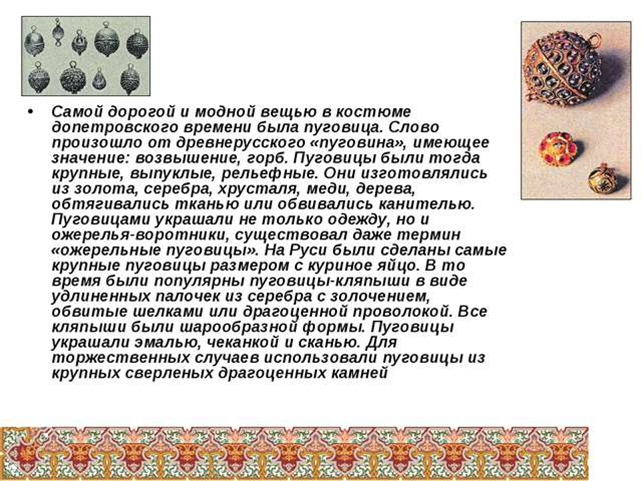 • Самой дорогой и модной вещью в костюме
допетровского времени была пуговица. Слово
произошло от древнерусского «пуговина», имеющее
значение: возвышение, горб. Пуговицы были тогда
крупные, выпуклые, рельефные. Они изготовлялись
из золота, серебра, хрусталя, меди, дерева,
обтягивались тканью или обвивались канителью.
Пуговицами украшали не только одежду, но и
ожерелья-воротники, существовал даже термин
«ожерельные пуговицы». На Руси были сделаны самые
крупные пуговицы размером с куриное яйцо. В то
время были популярны пуговицы-кляпыши в виде
удлиненных палочек из серебра с золочением,
обвитые шелками или драгоценной проволокой. Все
кляпыши были шарообразной формы. Пуговицы
украшали эмалью, чеканкой и сканью. Для
торжественных случаев использовали пуговицы из
крупных сверленых драгоценных камней